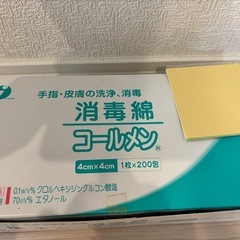 手指・皮膚の洗浄、消毒
消毒綿
コールメン®
4cm×4cm 1枚×200包
0.1w/v% クロルヘキシジングルコン酸塩
70v/v% エタノール